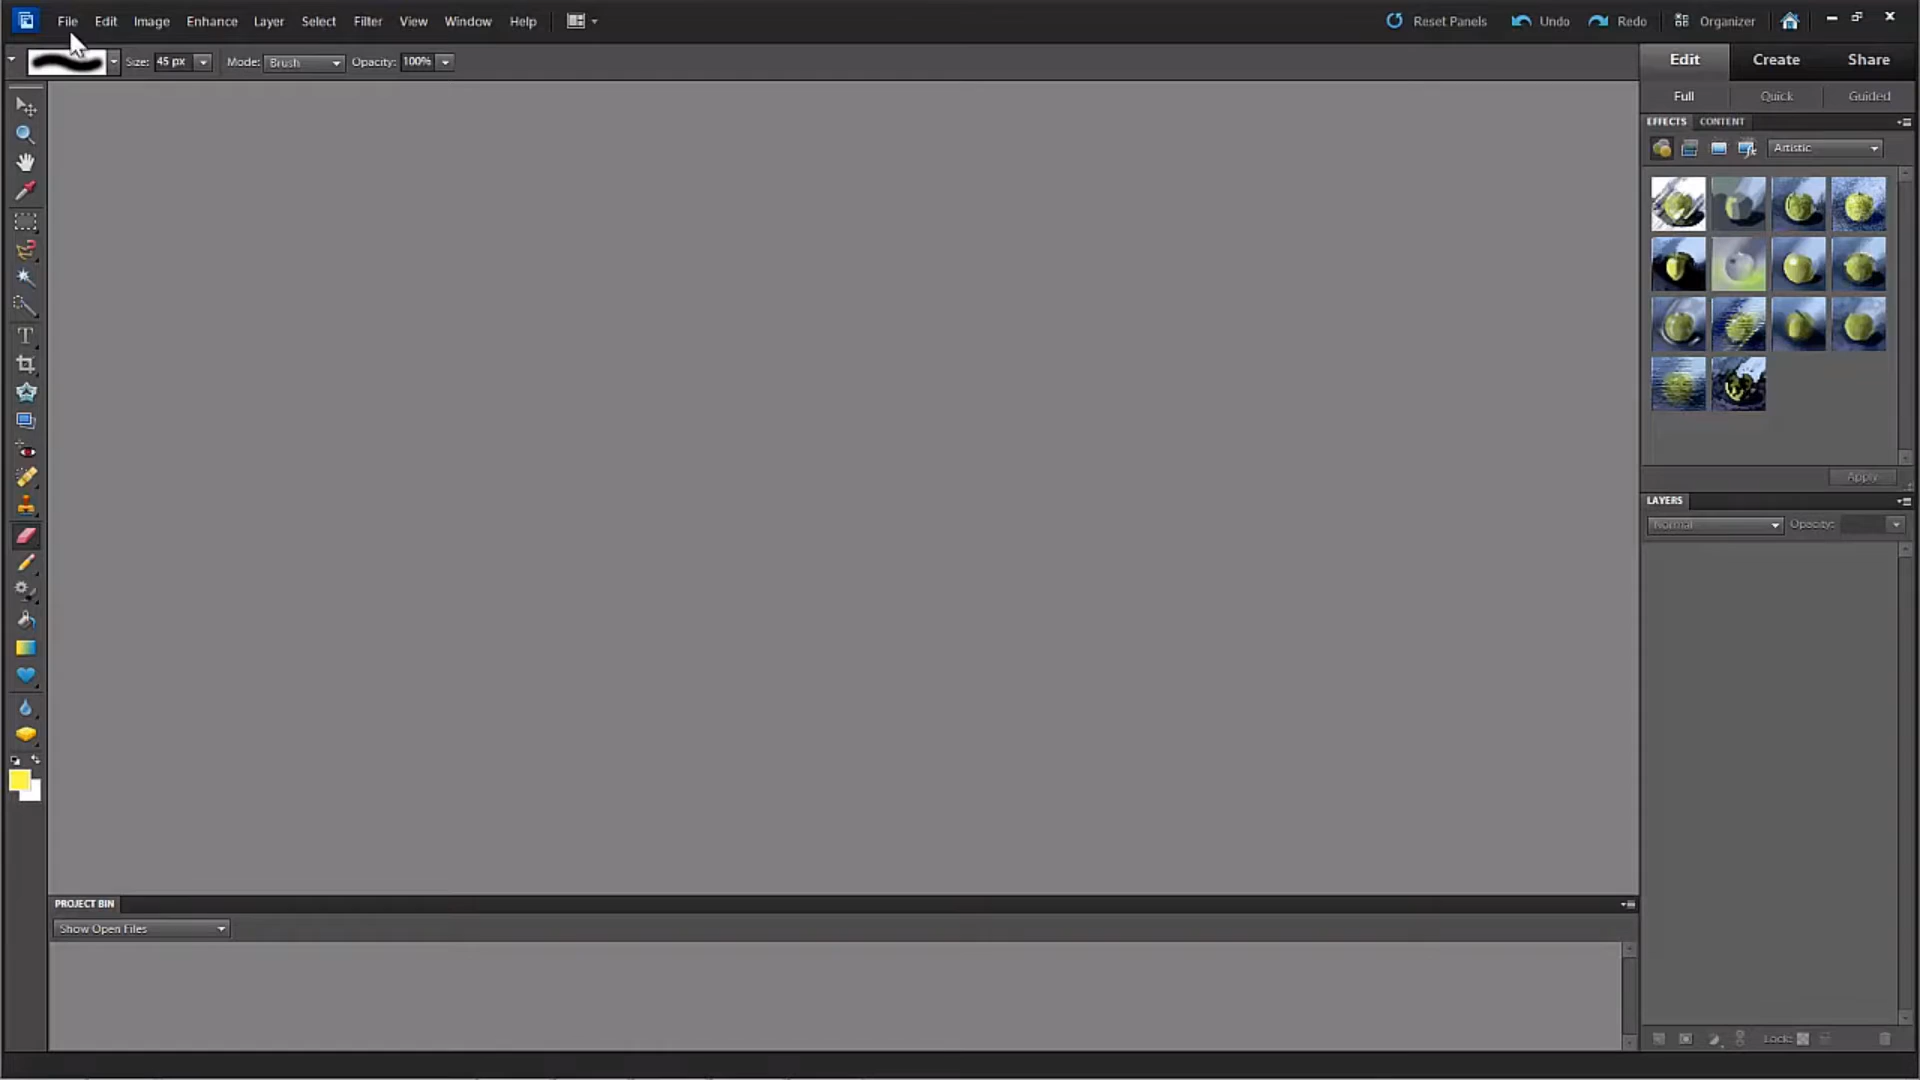 File Edit Image Enhance Layer Select Filter View Window Help Reset Panels Undo Redo Organizer
Size: 45 px Mode: Brush Opacity: 100%
Edit Create Share
Full Quick Guided
EFFECTS CONTENT
Artistic
T
Apply
LAYERS
Normal Opacity:
PROJECT BIN
Show Open Files
Lock: